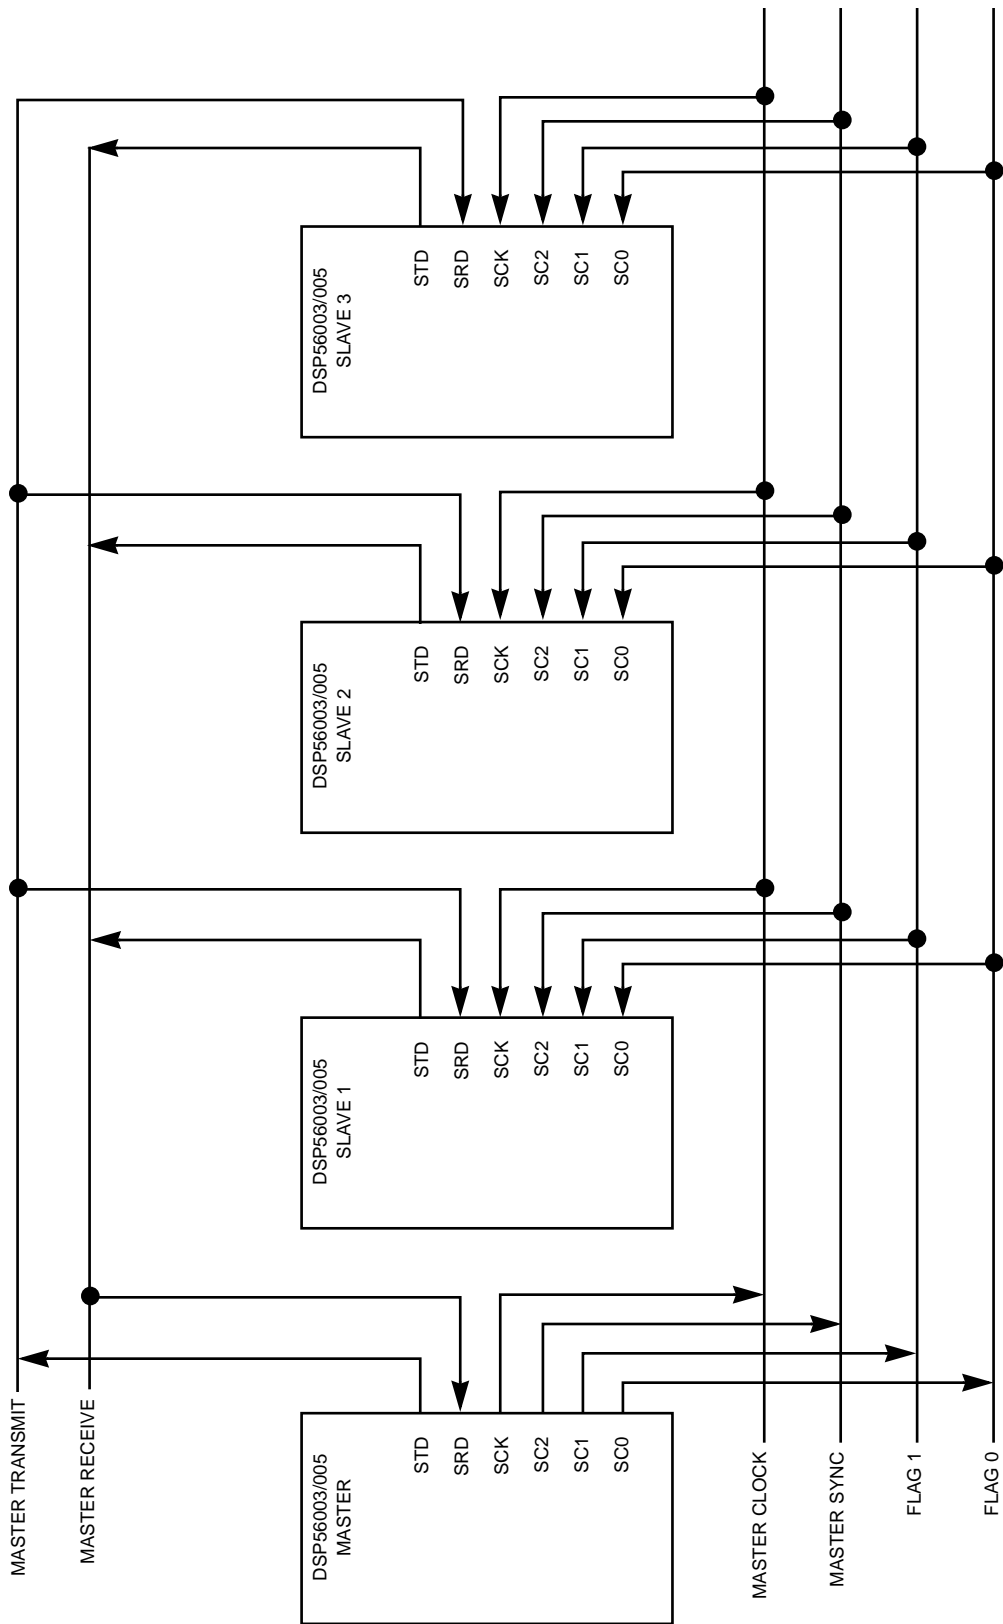 MASTER TRANSMIT
MASTER RECEIVE
DSP56003/005
MASTER
STD
SRD
SCK
SC2
SC1
SC0
DSP56003/005
SLAVE 1
STD
SRD
SCK
SC2
SC1
SC0
DSP56003/005
SLAVE 2
STD
SRD
SCK
SC2
SC1
SC0
DSP56003/005
SLAVE 3
STD
SRD
SCK
SC2
SC1
SC0
MASTER CLOCK
MASTER SYNC
FLAG 1
FLAG 0